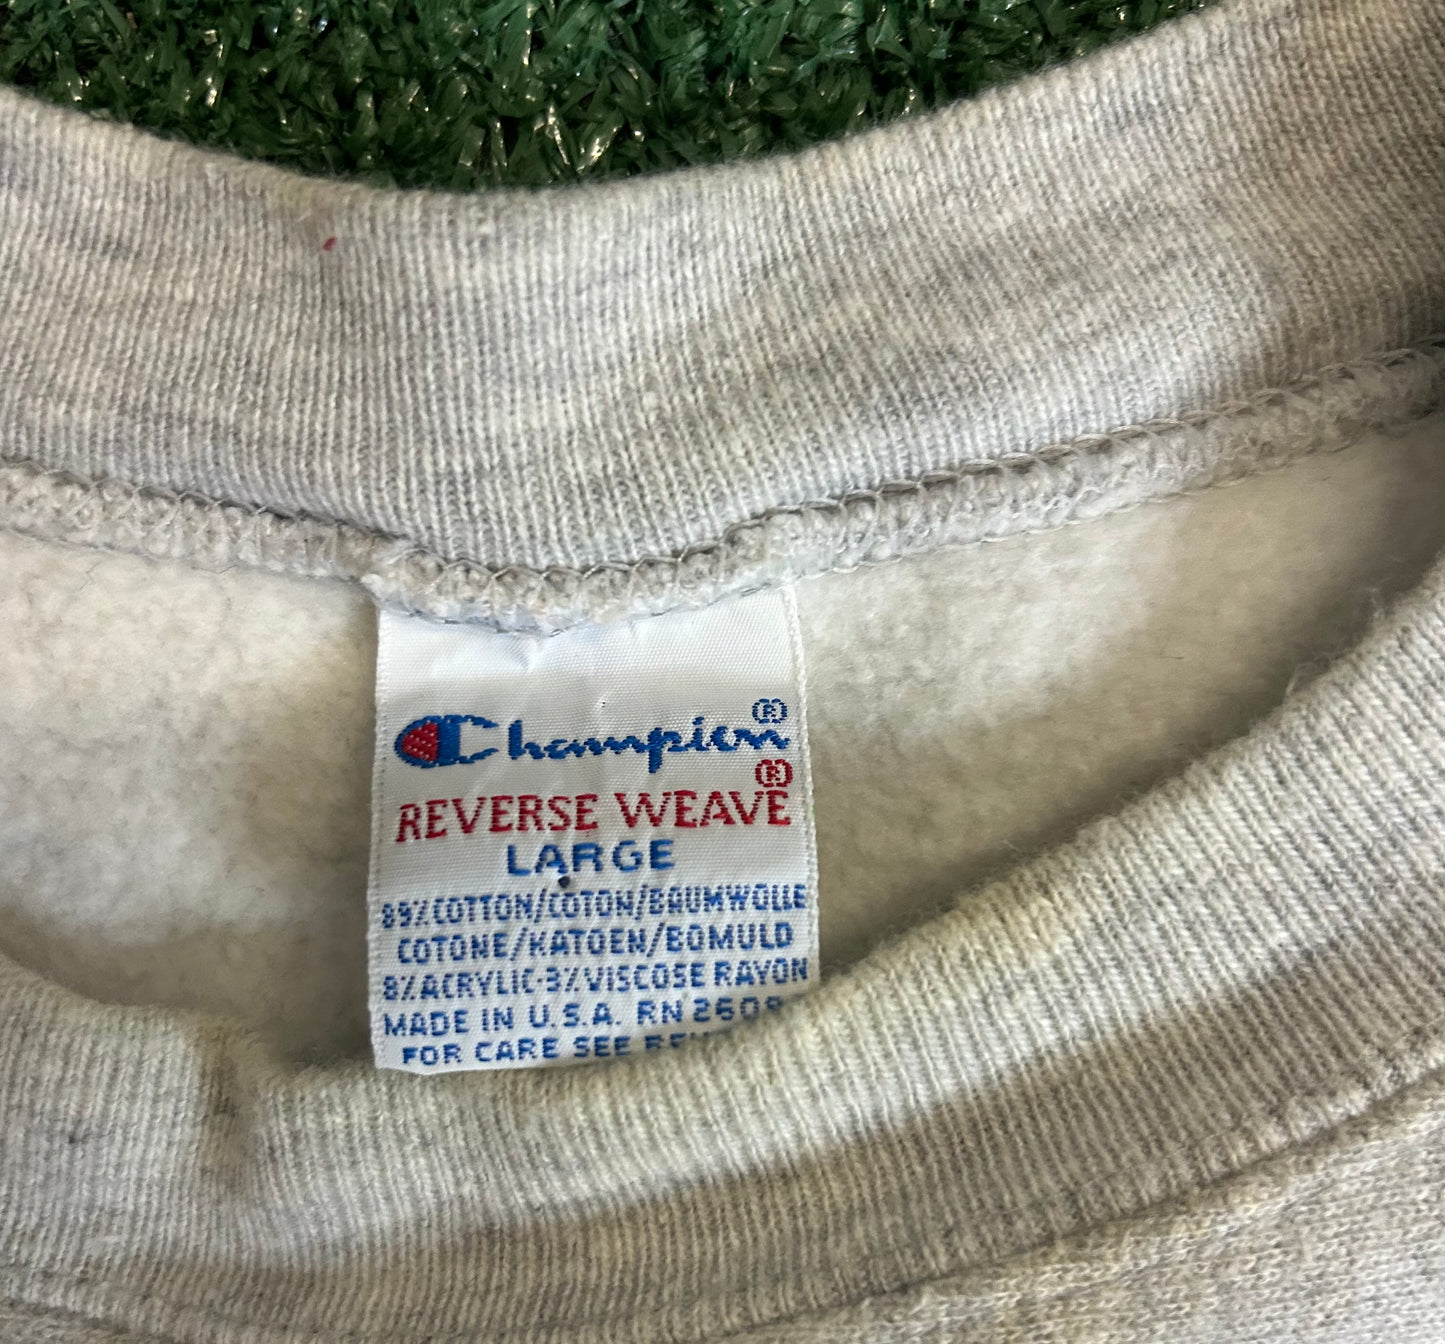 Champion®
REVERSE WEAVE®
LARGE
89%COTTON/COTON/BAUMWOLLE
COTONE/KATOEN/BOMULD
8%ACRYLIC-3%VISCOSE RAYON
MADE IN U.S.A. RN 2609
FOR CARE SEE